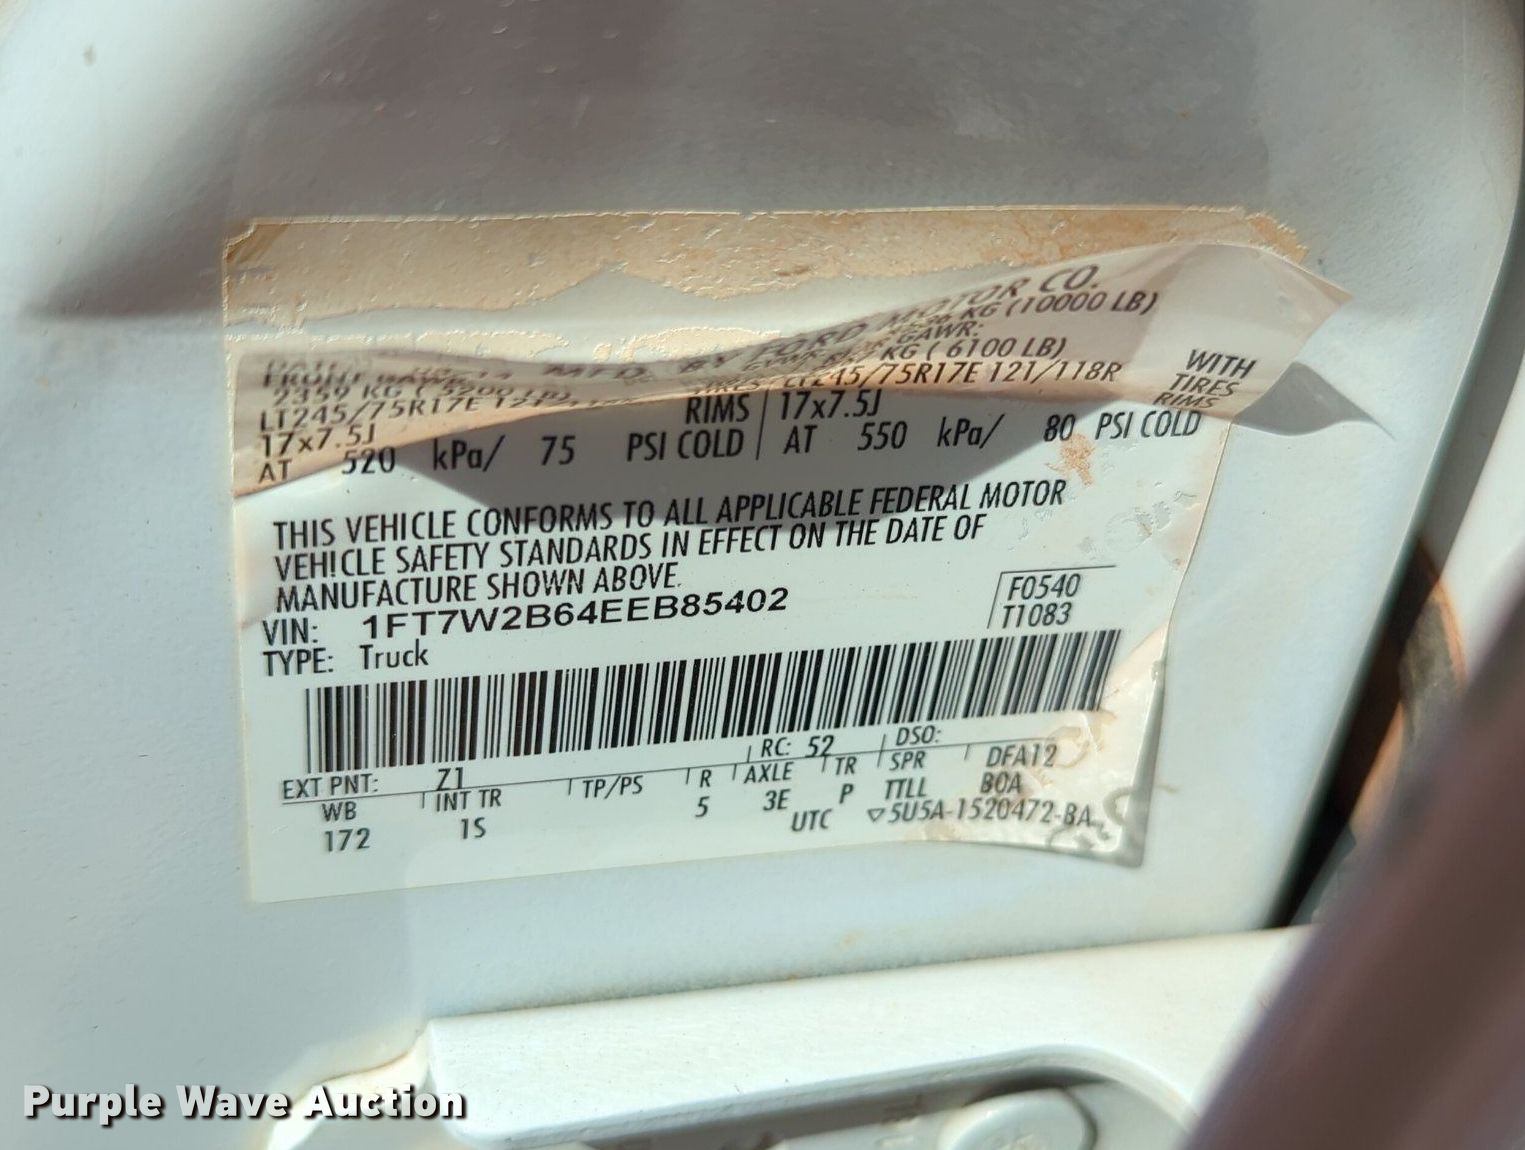 MFD. BY FORD MOTOR CO.
KG (10000 LB)
GAWR:
2359 KG (5200 LB) KG ( 6100 LB) WITH
LT245/75R17E TIRES LT245/75R17E 121/118R TIRES
17x7.5J RIMS 17x7.5J RIMS
AT 520 kPa/ 75 PSI COLD AT 550 kPa/ 80 PSI COLD
THIS VEHICLE CONFORMS TO ALL APPLICABLE FEDERAL MOTOR
VEHICLE SAFETY STANDARDS IN EFFECT ON THE DATE OF
MANUFACTURE SHOWN ABOVE.
VIN: 1FT7W2B64EEB85402 F0540
TYPE: Truck T1083
EXT PNT: Z1 RC: 52 DSO:
WB INT TR TP/PS R AXLE TR SPR DFA12
172 1S 5 3E P TTLL BOA
UTC ▽5U5A-1520472-BA
Purple Wave Auction